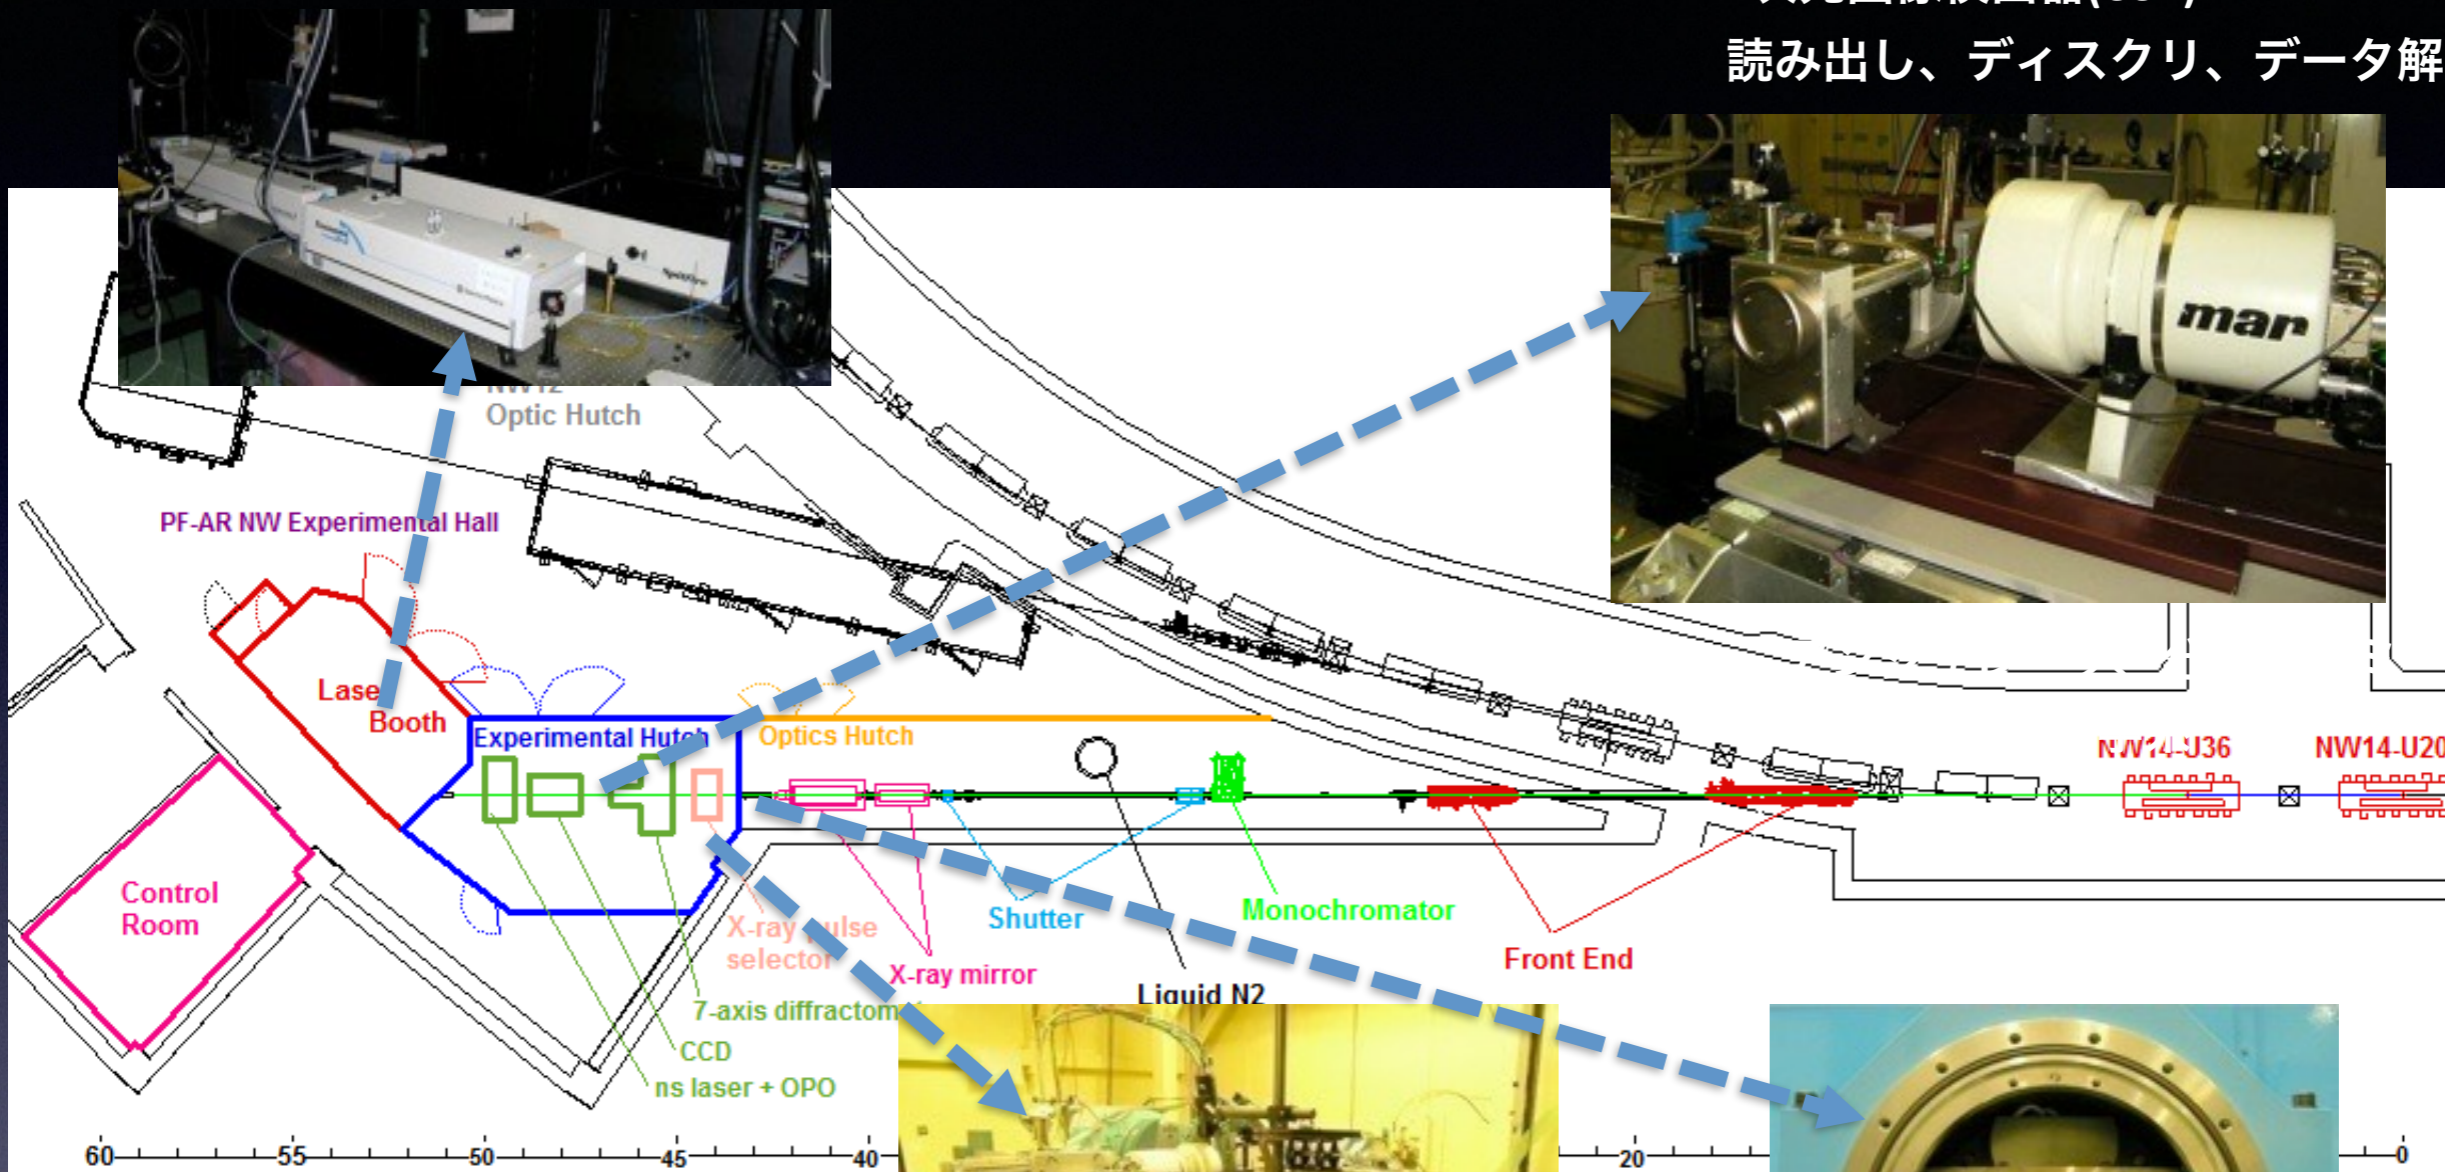 読み出し、ディスクリ、データ解
Spitfire
mar
Optic Hutch
PF-AR NW Experimental Hall
Laser
Booth
Experimental Hutch
Optics Hutch
NW14-U36
NW14-U20
Control
Room
X-ray pulse
selector
X-ray mirror
Shutter
Monochromator
Front End
Liquid N2
7-axis diffractom
CCD
ns laser + OPO
60 55 50 45 40 20 0